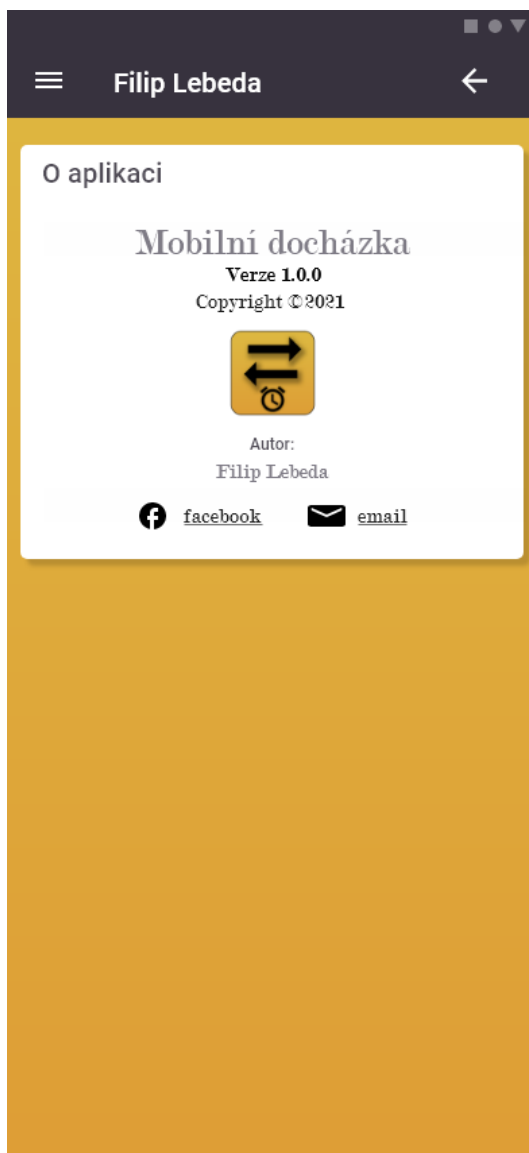 Filip Lebeda
O aplikaci
Mobilní docházka
Verze 1.0.0
Copyright ©2021
Autor:
Filip Lebeda
facebook email